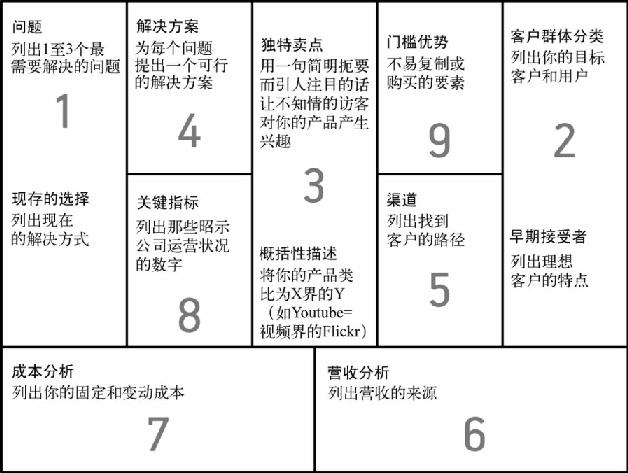 问题
列出1至3个最
需要解决的问题
1
现存的选择
列出现在
的解决方式
解决方案
为每个问题
提出一个可行
的解决方案
4
关键指标
列出那些昭示
公司运营状况
的数字
8
独特卖点
用一句简明扼要
而引人注目的话
让不知情的访客
对你的产品产生
兴趣
3
概括性描述
将你的产品类
比为X界的Y
（如Youtube=
视频界的Flickr）
门槛优势
不易复制或
购买的要素
9
渠道
列出找到
客户的路径
5
客户群体分类
列出你的目标
客户和用户
2
早期接受者
列出理想
客户的特点
成本分析
列出你的固定和变动成本
7
营收分析
列出营收的来源
6